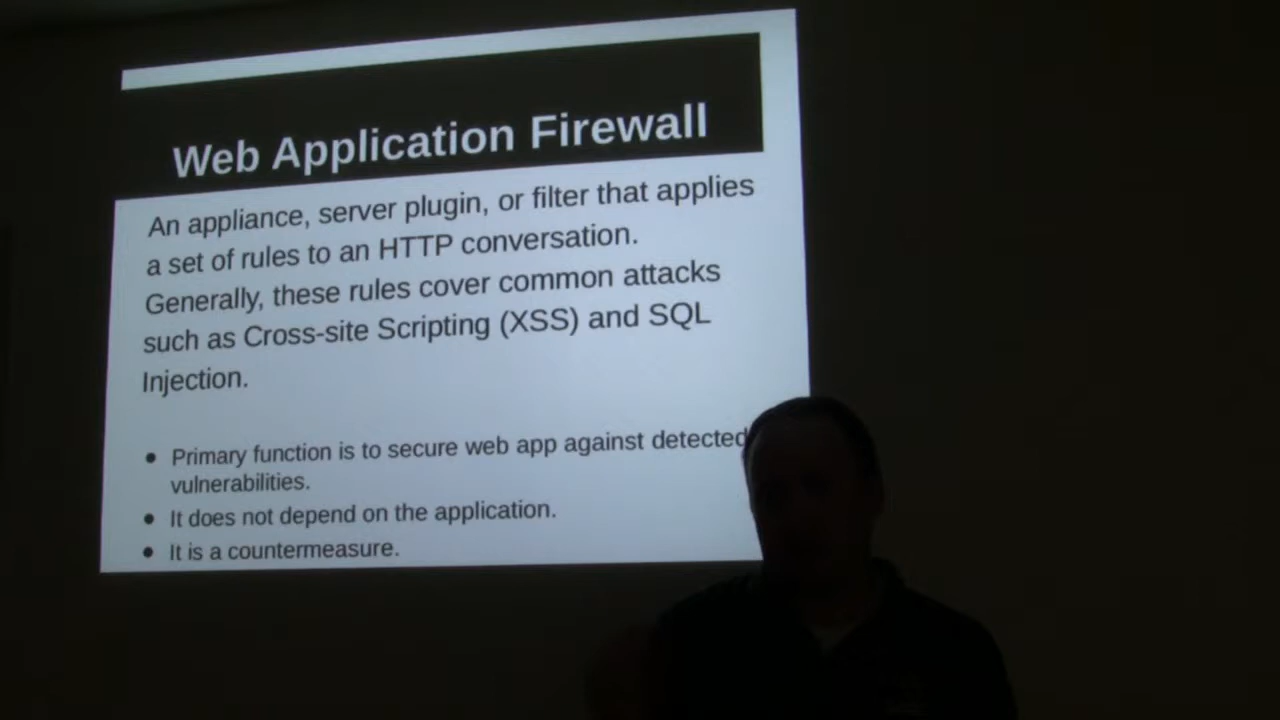 Web Application Firewall
An appliance, server plugin, or filter that applies
a set of rules to an HTTP conversation.
Generally, these rules cover common attacks
such as Cross-site Scripting (XSS) and SQL
Injection.
• Primary function is to secure web app against detected
vulnerabilities.
• It does not depend on the application.
• It is a countermeasure.